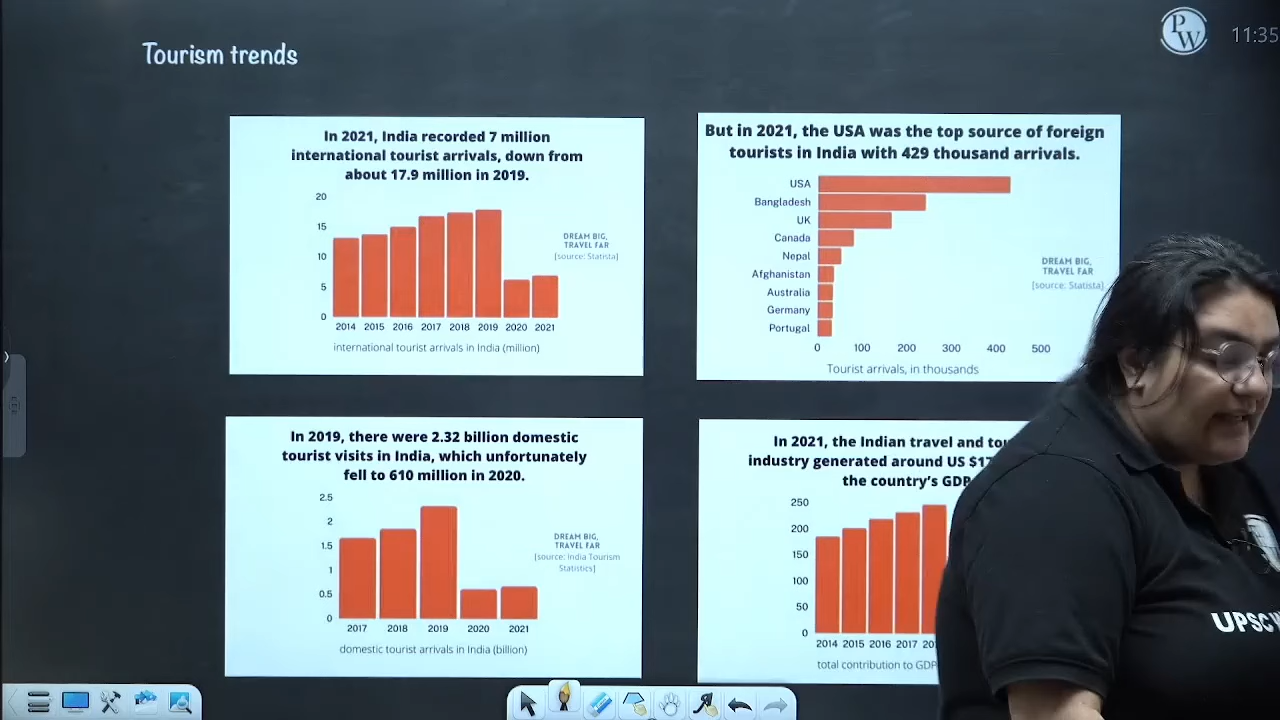 Tourism trends
PW
11:35
In 2021, India recorded 7 million
international tourist arrivals, down from
about 17.9 million in 2019.
20
15
10
5
0
2014 2015 2016 2017 2018 2019 2020 2021
international tourist arrivals in India (million)
DREAM BIG,
TRAVEL FAR
[source: Statista]
But in 2021, the USA was the top source of foreign
tourists in India with 429 thousand arrivals.
USA
Bangladesh
UK
Canada
Nepal
Afghanistan
Australia
Germany
Portugal
0 100 200 300 400 500
Tourist arrivals, in thousands
DREAM BIG,
TRAVEL FAR
[source: Statista]
In 2019, there were 2.32 billion domestic
tourist visits in India, which unfortunately
fell to 610 million in 2020.
2.5
2
1.5
1
0.5
0
2017 2018 2019 2020 2021
domestic tourist arrivals in India (billion)
DREAM BIG,
TRAVEL FAR
[source: India Tourism
Statistics]
In 2021, the Indian travel and
industry generated around US
the country's GDP
250
200
150
100
50
0
2014 2015 2016 2017
total contribution to GDP
UPSC